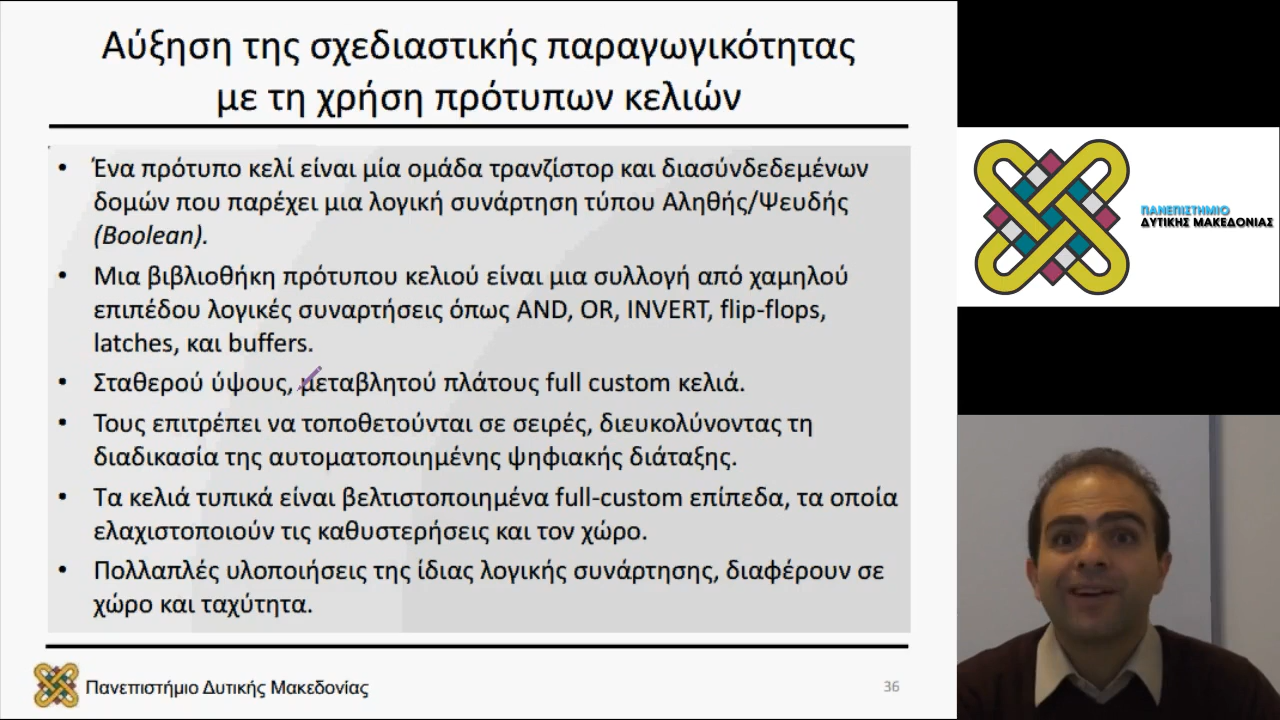 Αύξηση της σχεδιαστικής παραγωγικότητας
με τη χρήση πρότυπων κελιών
• Ένα πρότυπο κελί είναι μία ομάδα τρανζίστορ και διασύνδεδεμένων
δομών που παρέχει μια λογική συνάρτηση τύπου Αληθής/Ψευδής
(Boolean).
• Μια βιβλιοθήκη πρότυπου κελιού είναι μια συλλογή από χαμηλού
επιπέδου λογικές συναρτήσεις όπως AND, OR, INVERT, flip-flops,
latches, και buffers.
• Σταθερού ύψους, μεταβλητού πλάτους full custom κελιά.
• Τους επιτρέπει να τοποθετούνται σε σειρές, διευκολύνοντας τη
διαδικασία της αυτοματοποιημένης ψηφιακής διάταξης.
• Τα κελιά τυπικά είναι βελτιστοποιημένα full-custom επίπεδα, τα οποία
ελαχιστοποιούν τις καθυστερήσεις και τον χώρο.
• Πολλαπλές υλοποιήσεις της ίδιας λογικής συνάρτησης, διαφέρουν σε
χώρο και ταχύτητα.
Πανεπιστήμιο Δυτικής Μακεδονίας
36
ΠΑΝΕΠΙΣΤΗΜΙΟ
ΔΥΤΙΚΗΣ ΜΑΚΕΔΟΝΙΑΣ